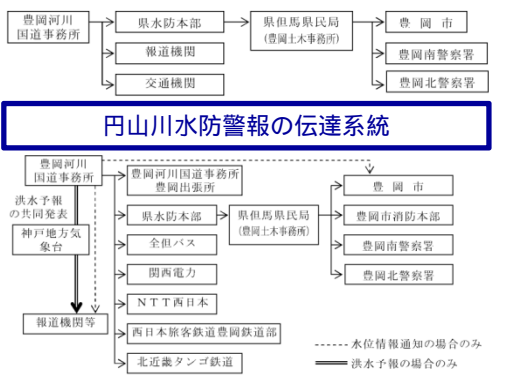 豊岡河川
国道事務所
県水防本部
報道機関
交通機関
県但馬県民局
(豊岡土木事務所)
豊岡市
豊岡南警察署
豊岡北警察署
円山川水防警報の伝達系統
豊岡河川
国道事務所
洪水予報
の共同発表
神戸地方気
象台
報道機関等
豊岡河川国道事務所
豊岡出張所
県水防本部
全但バス
関西電力
NTT西日本
西日本旅客鉄道豊岡鉄道部
北近畿タンゴ鉄道
県但馬県民局
(豊岡土木事務所)
豊岡市
豊岡市消防本部
豊岡南警察署
豊岡北警察署
水位情報通知の場合のみ
洪水予報の場合のみ